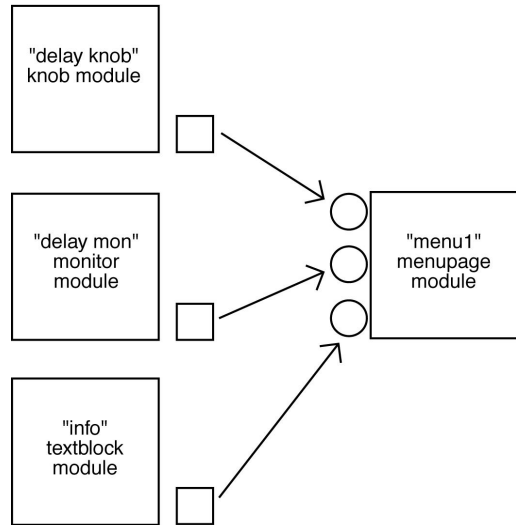 "delay knob"
knob module
"delay mon"
monitor
module
"menu1"
menupage
module
"info"
textblock
module